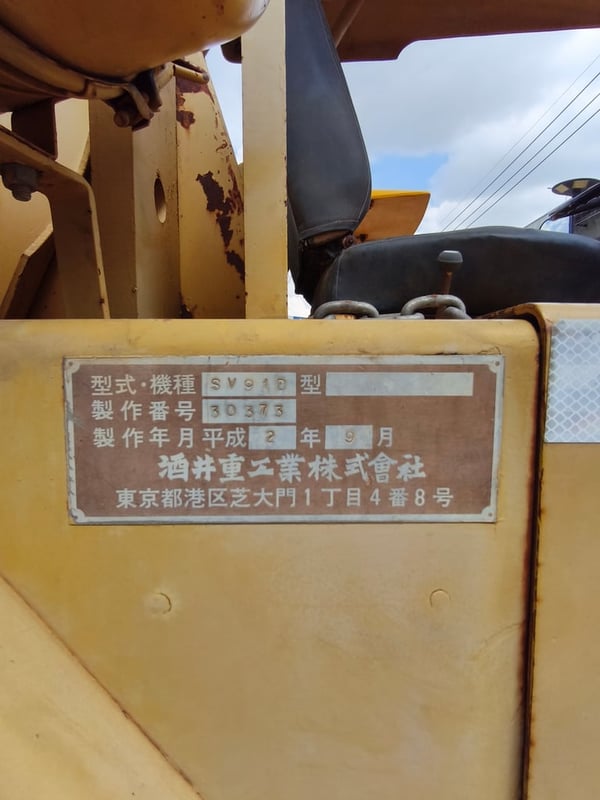 型式・機種 SV91D 型
製作番号 30373
製作年月 平成 2 年 9 月
酒井重工業株式會社
東京都港区芝大門1丁目4番8号